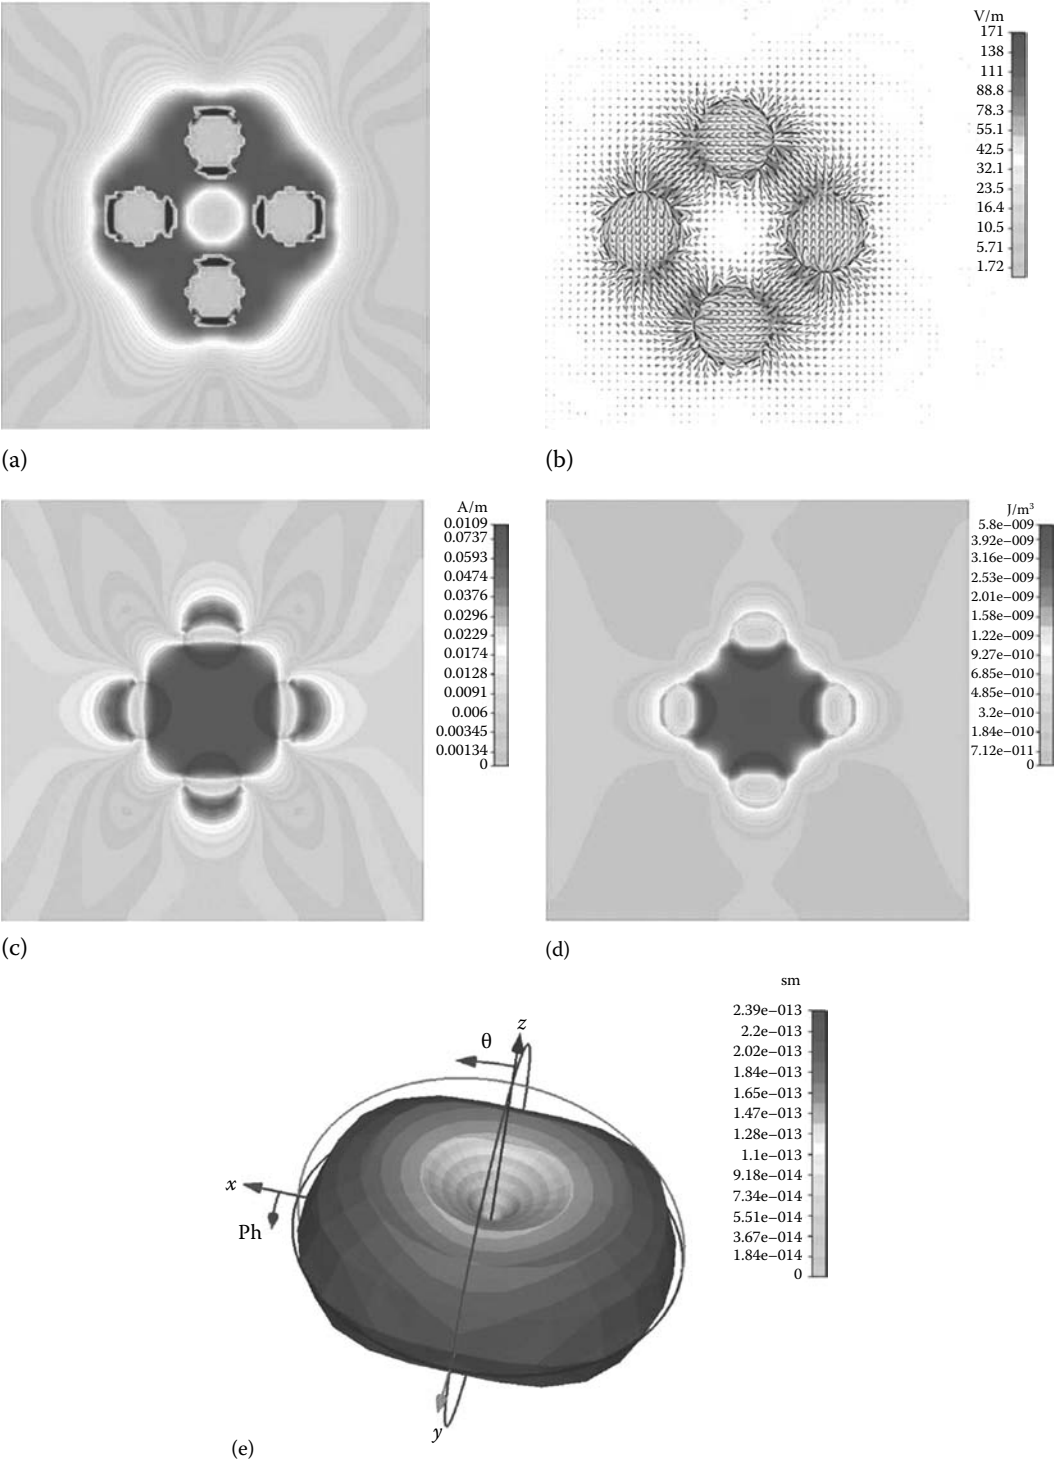 V/m
171
138
111
88.8
78.3
55.1
42.5
32.1
23.5
16.4
10.5
5.71
1.72
(a)
(b)
A/m
0.0109
0.0737
0.0593
0.0474
0.0376
0.0296
0.0229
0.0174
0.0128
0.0091
0.006
0.00345
0.00134
0
J/m³
5.8e−009
3.92e−009
3.16e−009
2.53e−009
2.01e−009
1.58e−009
1.22e−009
9.27e−010
6.85e−010
4.85e−010
3.2e−010
1.84e−010
7.12e−011
0
(c)
(d)
sm
2.39e−013
2.2e−013
2.02e−013
1.84e−013
1.65e−013
1.47e−013
1.28e−013
1.1e−013
9.18e−014
7.34e−014
5.51e−014
3.67e−014
1.84e−014
0
z
θ
x
Ph
y
(e)